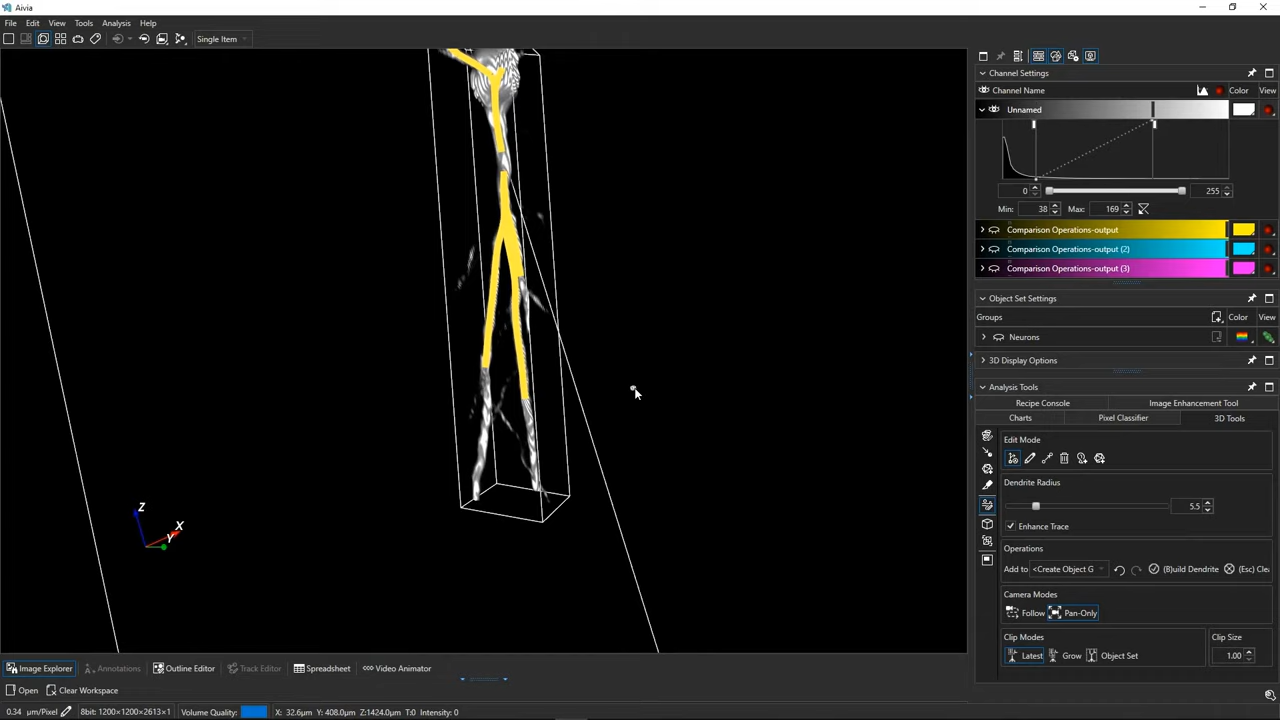 Aivia
File Edit View Tools Analysis Help
Single Item
Channel Settings
Channel Name Color View
Unnamed
0 255
Min: 38 Max: 169
Comparison Operations-output
Comparison Operations-output (2)
Comparison Operations-output (3)
Object Set Settings
Groups Color View
Neurons
3D Display Options
Analysis Tools
Recipe Console Image Enhancement Tool
Charts Pixel Classifier 3D Tools
Edit Mode
Dendrite Radius
5.5
Enhance Trace
Operations
Add to <Create Object G (B)uild Dendrite (Esc) Cle
Camera Modes
Follow Pan-Only
Clip Modes Clip Size
Latest Grow Object Set 1.00
Z
X
Y
Image Explorer Annotations Outline Editor Track Editor Spreadsheet Video Animator
Open Clear Workspace
0.34 µm/Pixel 8bit: 1200×1200×2613×1 Volume Quality: X: 32.6µm Y: 408.0µm Z:1424.0µm T:0 Intensity: 0